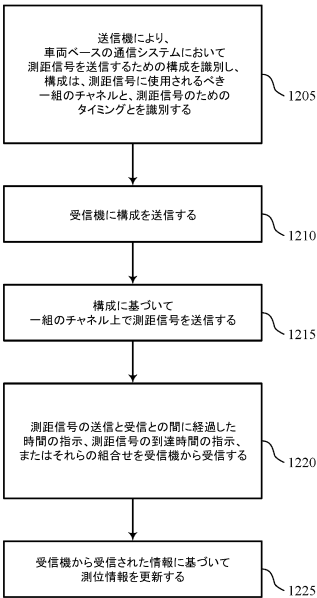 送信機により、
車両ベースの通信システムにおいて
測距信号を送信するための構成を識別し、
構成は、測距信号に使用されるべき
一組のチャネルと、測距信号のための
タイミングとを識別する
1205
受信機に構成を送信する
1210
構成に基づいて
一組のチャネル上で測距信号を送信する
1215
測距信号の送信と受信との間に経過した
時間の指示、測距信号の到達時間の指示、
またはそれらの組合せを受信機から受信する
1220
受信機から受信された情報に基づいて
測位情報を更新する
1225